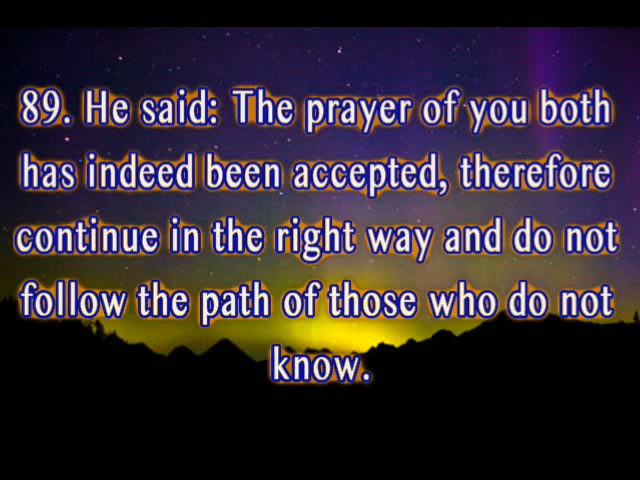 89. He said: The prayer of you both
has indeed been accepted, therefore
continue in the right way and do not
follow the path of those who do not
know.